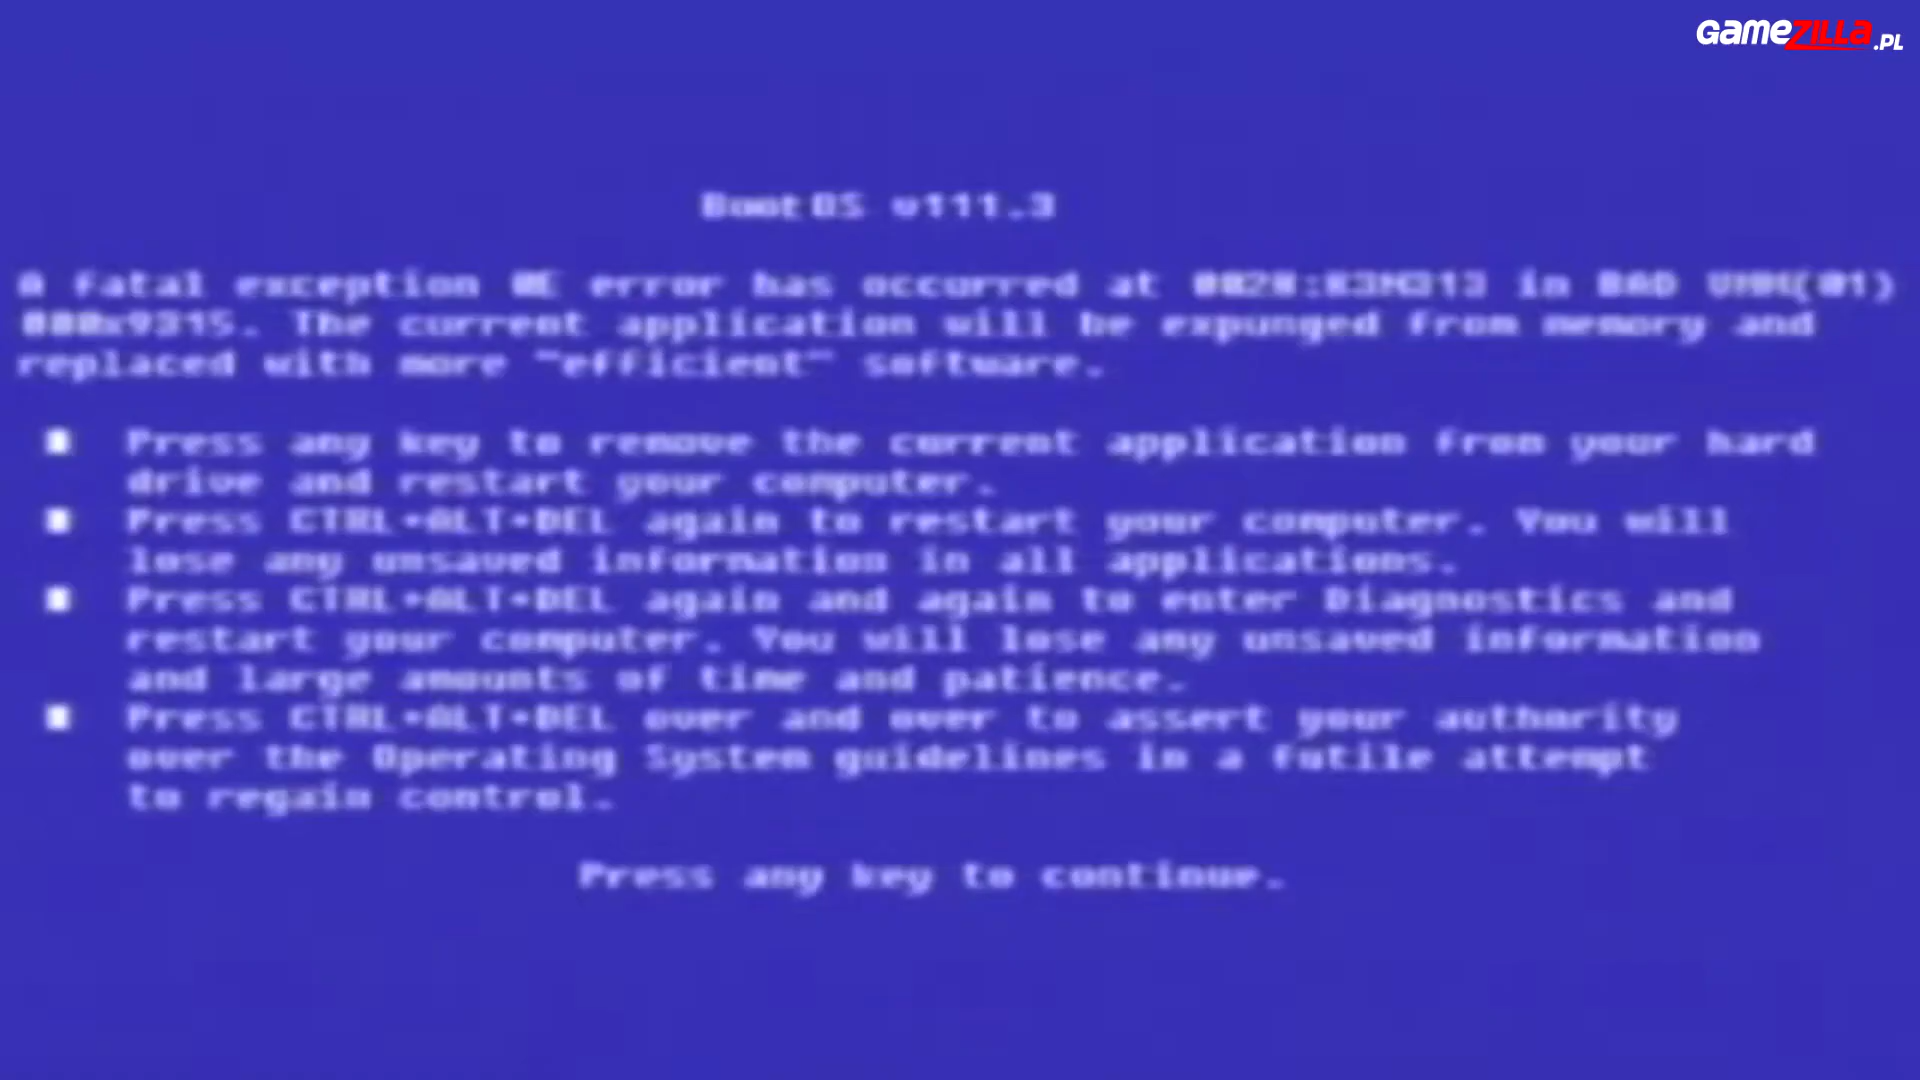 GAMEZILLA.PL
BootOS v111.3
A fatal exception 0E error has occurred at in BAD
The current application will be expunged from memory and
replaced with more "efficient" software.
Press any key to remove the current application from your hard
drive and restart your computer.
Press CTRL+ALT+DEL again to restart your computer. You will
lose any unsaved information in all applications.
Press CTRL+ALT+DEL again and again to enter Diagnostics and
restart your computer. You will lose any unsaved information
and large amounts of time and patience.
Press CTRL+ALT+DEL over and over to assert your authority
over the Operating System guidelines in a futile attempt
to regain control.
Press any key to continue.